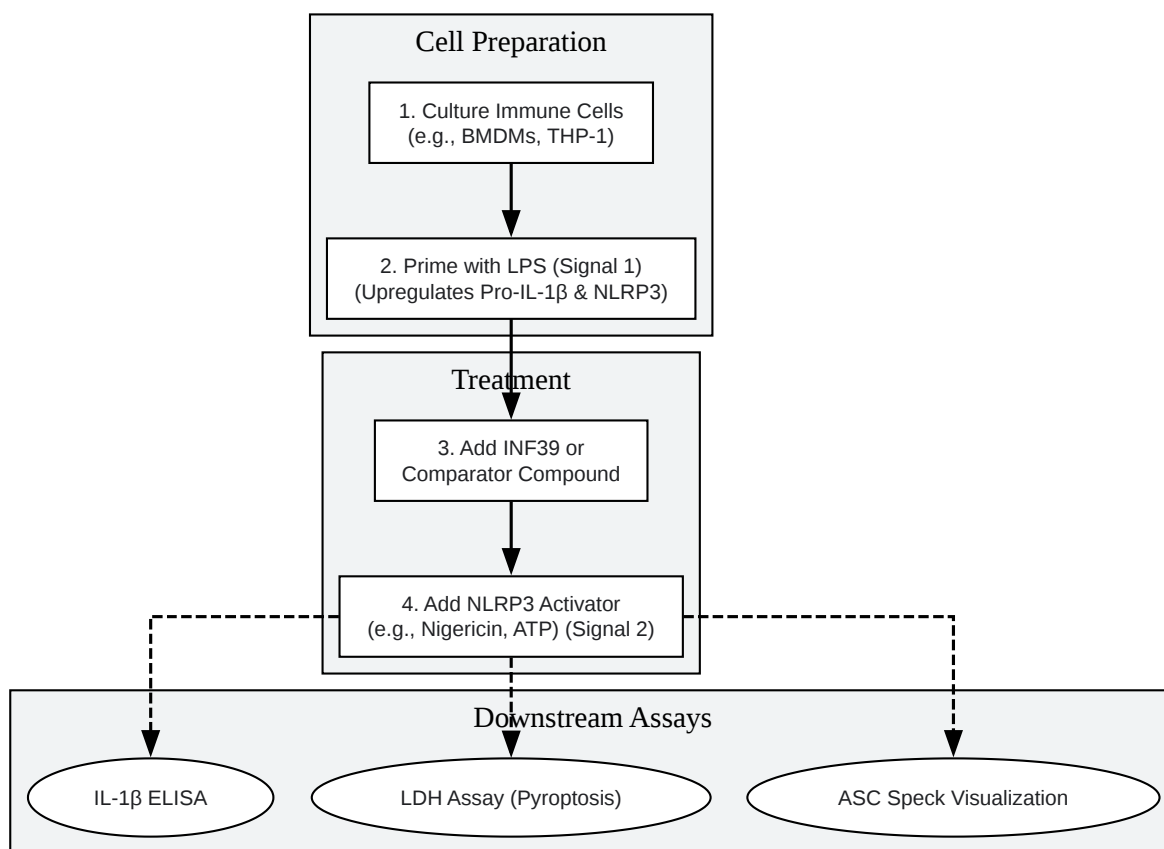 Cell Preparation
1. Culture Immune Cells
(e.g., BMDMs, THP-1)
2. Prime with LPS (Signal 1)
(Upregulates Pro-IL-1β & NLRP3)
Treatment
3. Add INF39 or
Comparator Compound
4. Add NLRP3 Activator
(e.g., Nigericin, ATP) (Signal 2)
Downstream Assays
IL-1β ELISA
LDH Assay (Pyroptosis)
ASC Speck Visualization